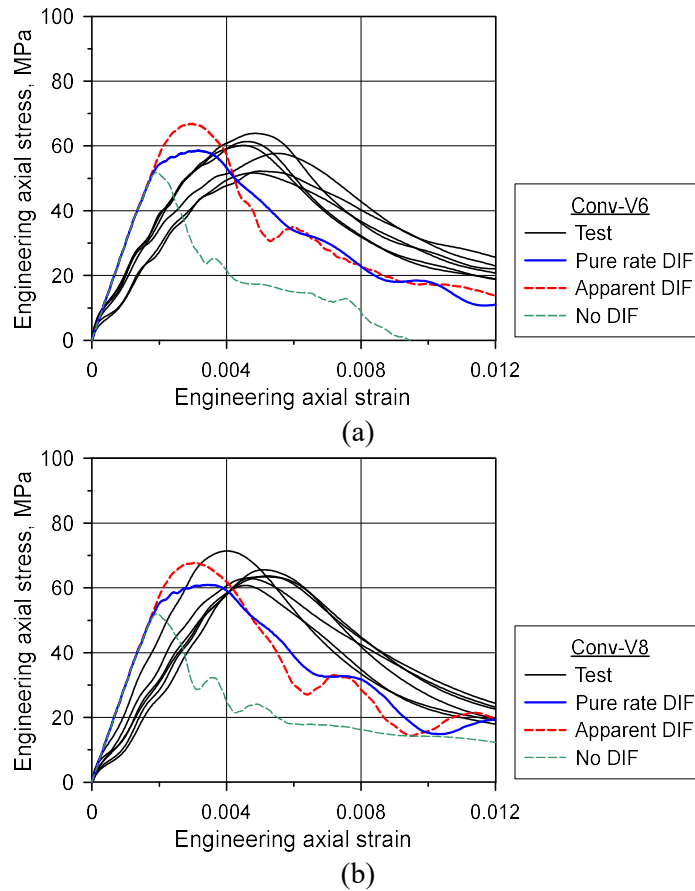 100
80
60
40
20
0
Engineering axial stress, MPa
0
0.004
0.008
0.012
Engineering axial strain
Conv-V6
Test
Pure rate DIF
Apparent DIF
No DIF
(a)
100
80
60
40
20
0
Engineering axial stress, MPa
0
0.004
0.008
0.012
Engineering axial strain
Conv-V8
Test
Pure rate DIF
Apparent DIF
No DIF
(b)